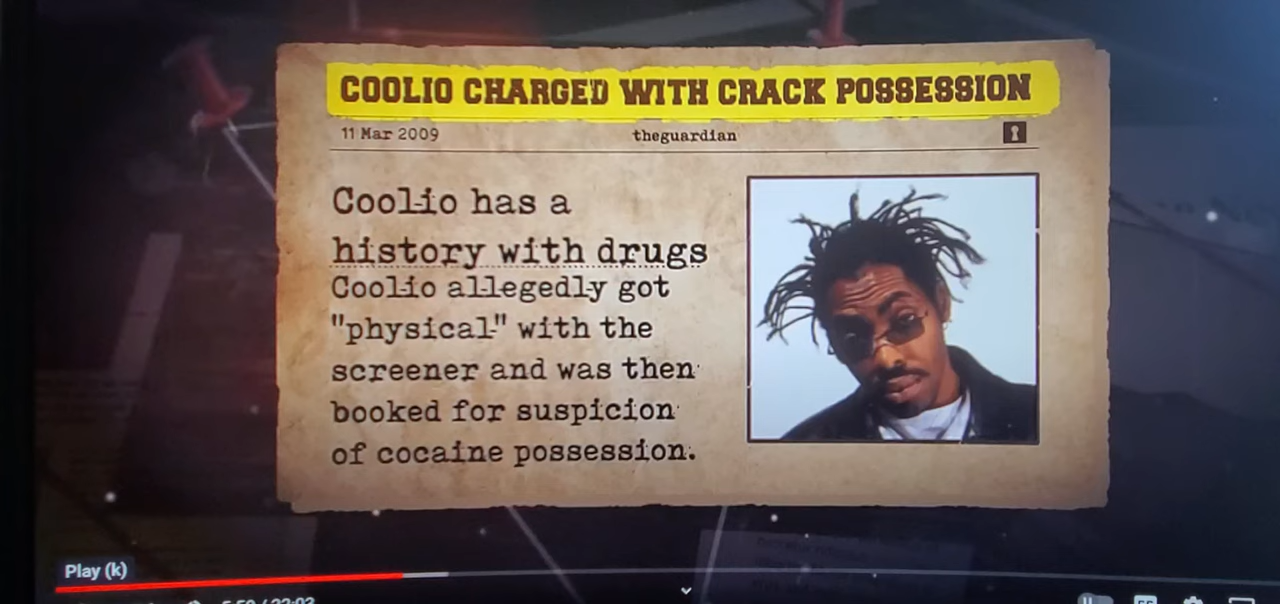 COOLIO CHARGED WITH CRACK POSSESSION
11 Mar 2009 theguardian
Coolio has a
history with drugs
Coolio allegedly got
"physical" with the
screener and was then
booked for suspicion
of cocaine possession.
Play (k)